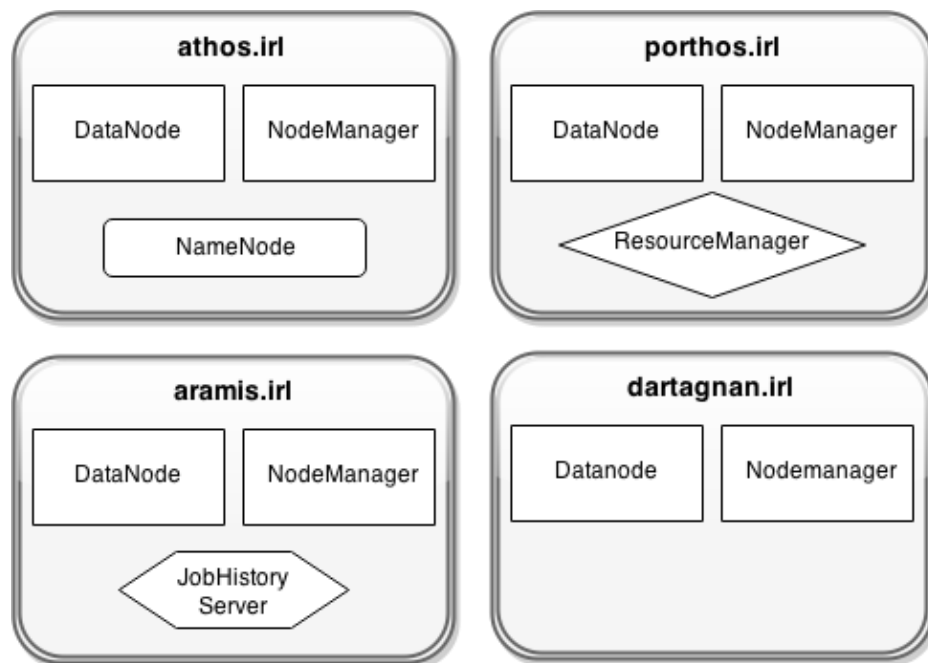 athos.irl
DataNode
NodeManager
NameNode
porthos.irl
DataNode
NodeManager
ResourceManager
aramis.irl
DataNode
NodeManager
JobHistory
Server
dartagnan.irl
Datanode
Nodemanager